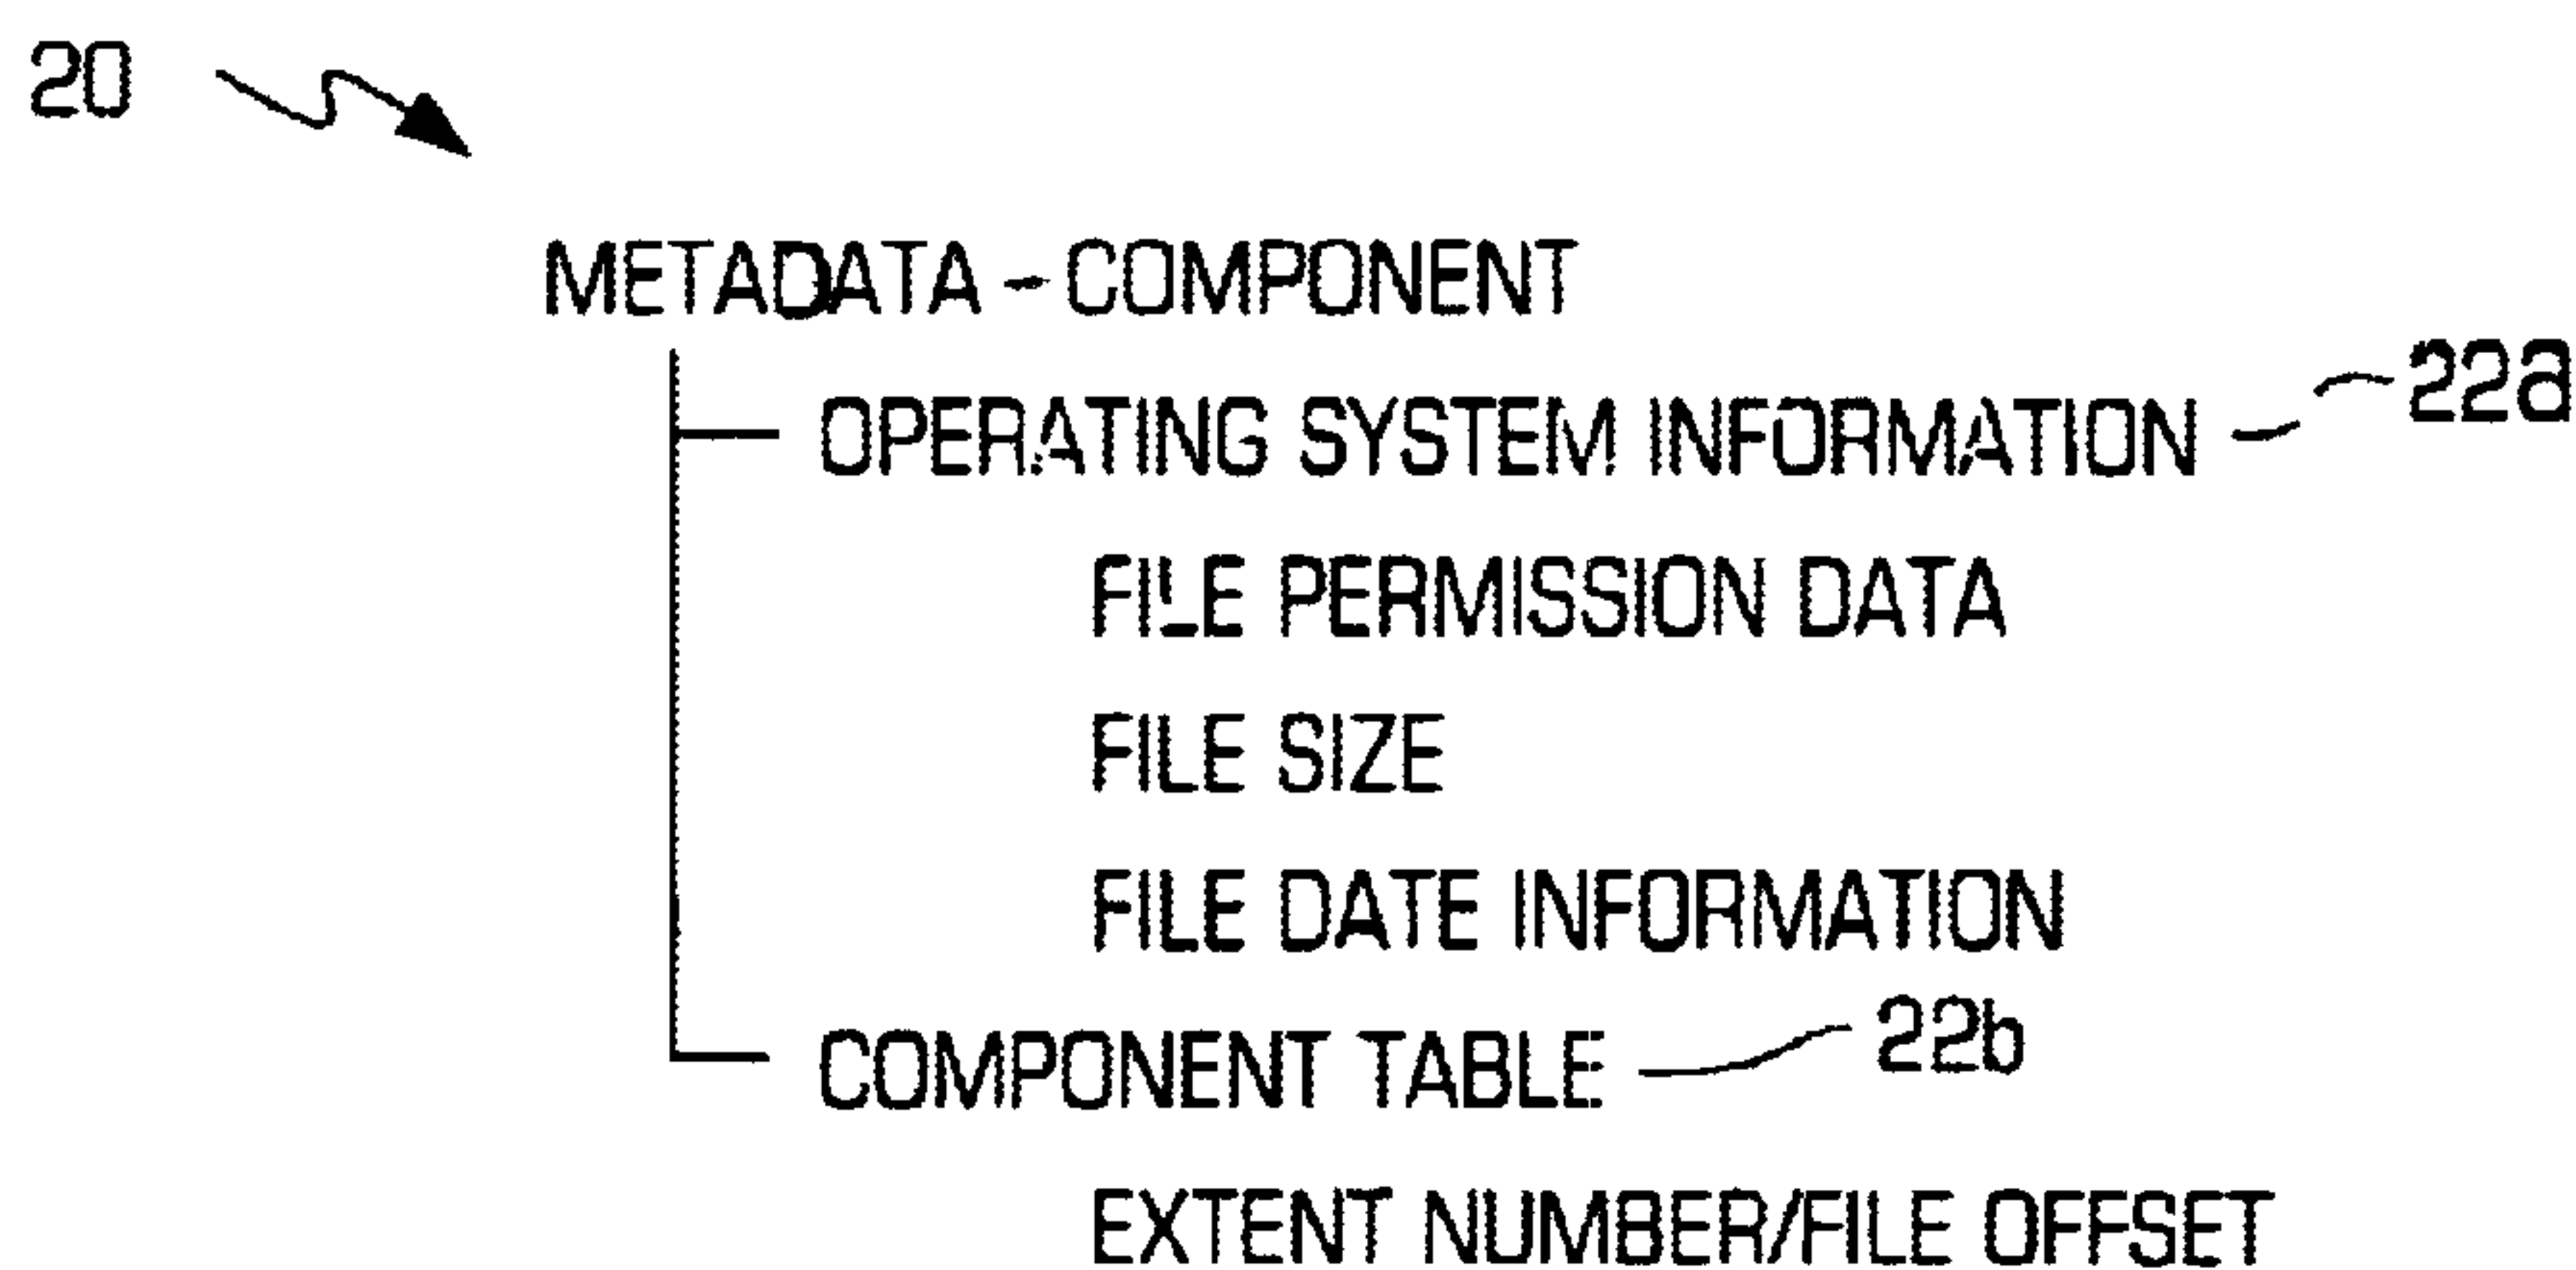 20
METADATA - COMPONENT
OPERATING SYSTEM INFORMATION 22a
FILE PERMISSION DATA
FILE SIZE
FILE DATE INFORMATION
COMPONENT TABLE 22b
EXTENT NUMBER/FILE OFFSET